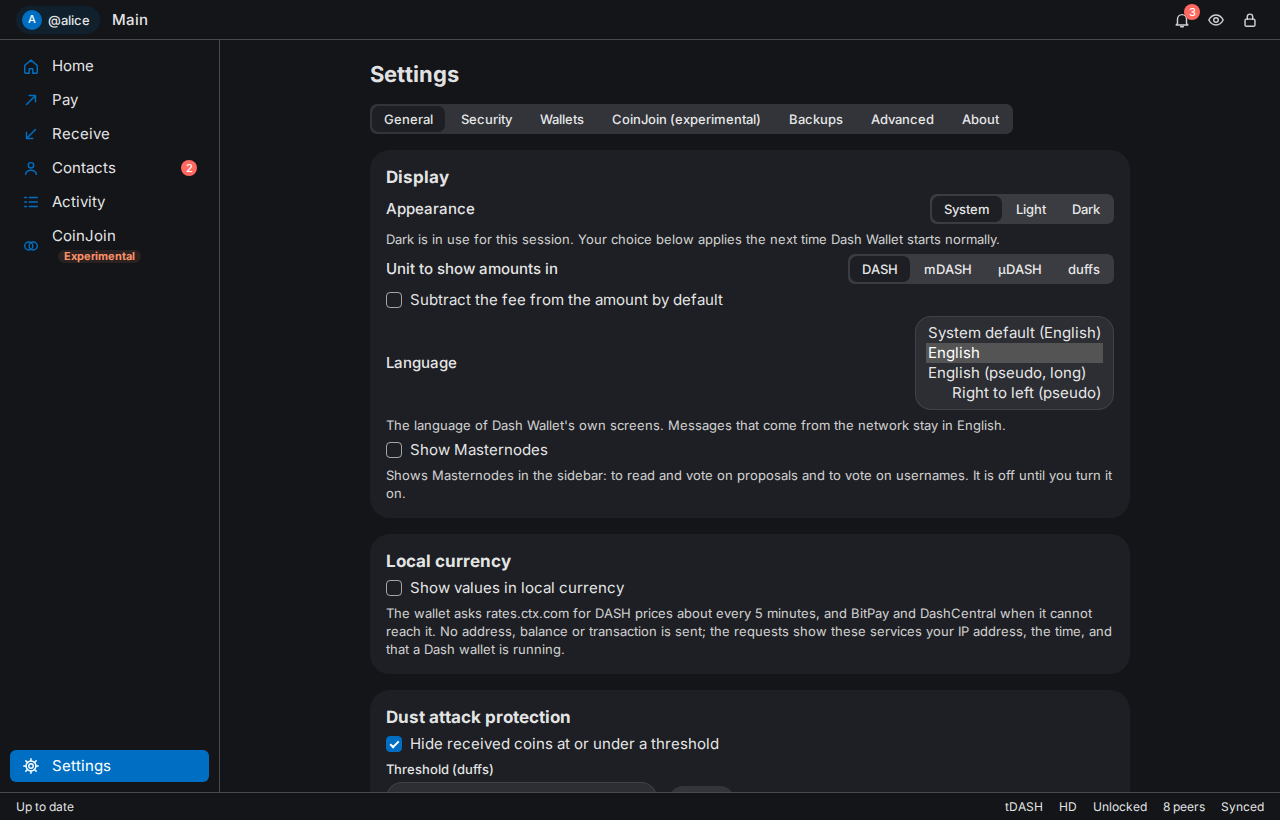 A @alice Main 3
Home
Pay
Receive
Contacts 2
Activity
CoinJoin
Experimental
Settings
Settings
General Security Wallets CoinJoin (experimental) Backups Advanced About
Display
Appearance System Light Dark
Dark is in use for this session. Your choice below applies the next time Dash Wallet starts normally.
Unit to show amounts in DASH mDASH µDASH duffs
Subtract the fee from the amount by default
Language
System default (English)
English
English (pseudo, long)
Right to left (pseudo)
The language of Dash Wallet's own screens. Messages that come from the network stay in English.
Show Masternodes
Shows Masternodes in the sidebar: to read and vote on proposals and to vote on usernames. It is off until you turn it
on.
Local currency
Show values in local currency
The wallet asks rates.ctx.com for DASH prices about every 5 minutes, and BitPay and DashCentral when it cannot
reach it. No address, balance or transaction is sent; the requests show these services your IP address, the time, and
that a Dash wallet is running.
Dust attack protection
Hide received coins at or under a threshold
Threshold (duffs)
Up to date tDASH HD Unlocked 8 peers Synced